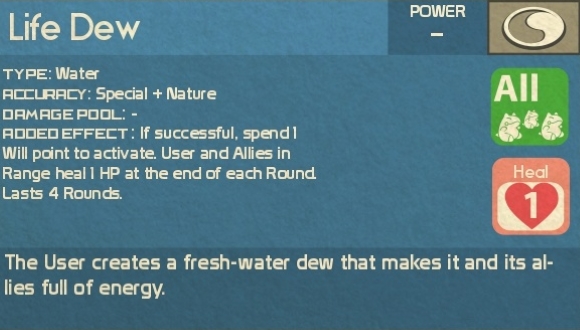 Life Dew
POWER
–
TYPE: Water
ACCURACY: Special + Nature
DAMAGE POOL: -
ADDED EFFECT: If successful, spend 1
Will point to activate. User and Allies in
Range heal 1 HP at the end of each Round.
Lasts 4 Rounds.
All
Heal
1
The User creates a fresh-water dew that makes it and its al-
lies full of energy.